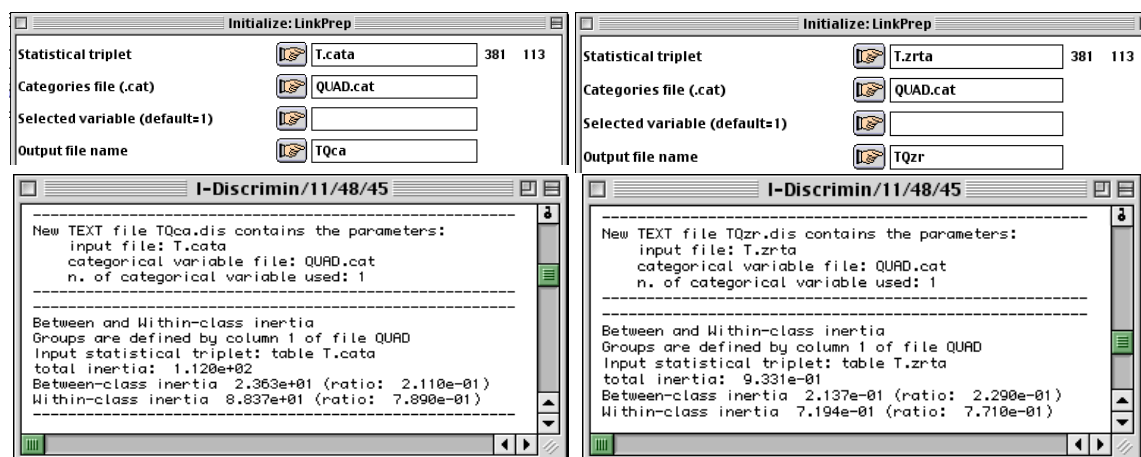 Initialize: LinkPrep
Statistical triplet T.cata 381 113
Categories file (.cat) QUAD.cat
Selected variable (default=1)
Output file name TQca
Initialize: LinkPrep
Statistical triplet T.zrta 381 113
Categories file (.cat) QUAD.cat
Selected variable (default=1)
Output file name TQzr
I-Discrimin/11/48/45
------------------------------------------------------
New TEXT file TQca.dis contains the parameters:
input file: T.cata
categorical variable file: QUAD.cat
n. of categorical variable used: 1
------------------------------------------------------
------------------------------------------------------
Between and Within-class inertia
Groups are defined by column 1 of file QUAD
Input statistical triplet: table T.cata
total inertia: 1.120e+02
Between-class inertia 2.363e+01 (ratio: 2.110e-01)
Within-class inertia 8.837e+01 (ratio: 7.890e-01)
------------------------------------------------------
I-Discrimin/11/48/45
------------------------------------------------------
New TEXT file TQzr.dis contains the parameters:
input file: T.zrta
categorical variable file: QUAD.cat
n. of categorical variable used: 1
------------------------------------------------------
------------------------------------------------------
Between and Within-class inertia
Groups are defined by column 1 of file QUAD
Input statistical triplet: table T.zrta
total inertia: 9.331e-01
Between-class inertia 2.137e-01 (ratio: 2.290e-01)
Within-class inertia 7.194e-01 (ratio: 7.710e-01)